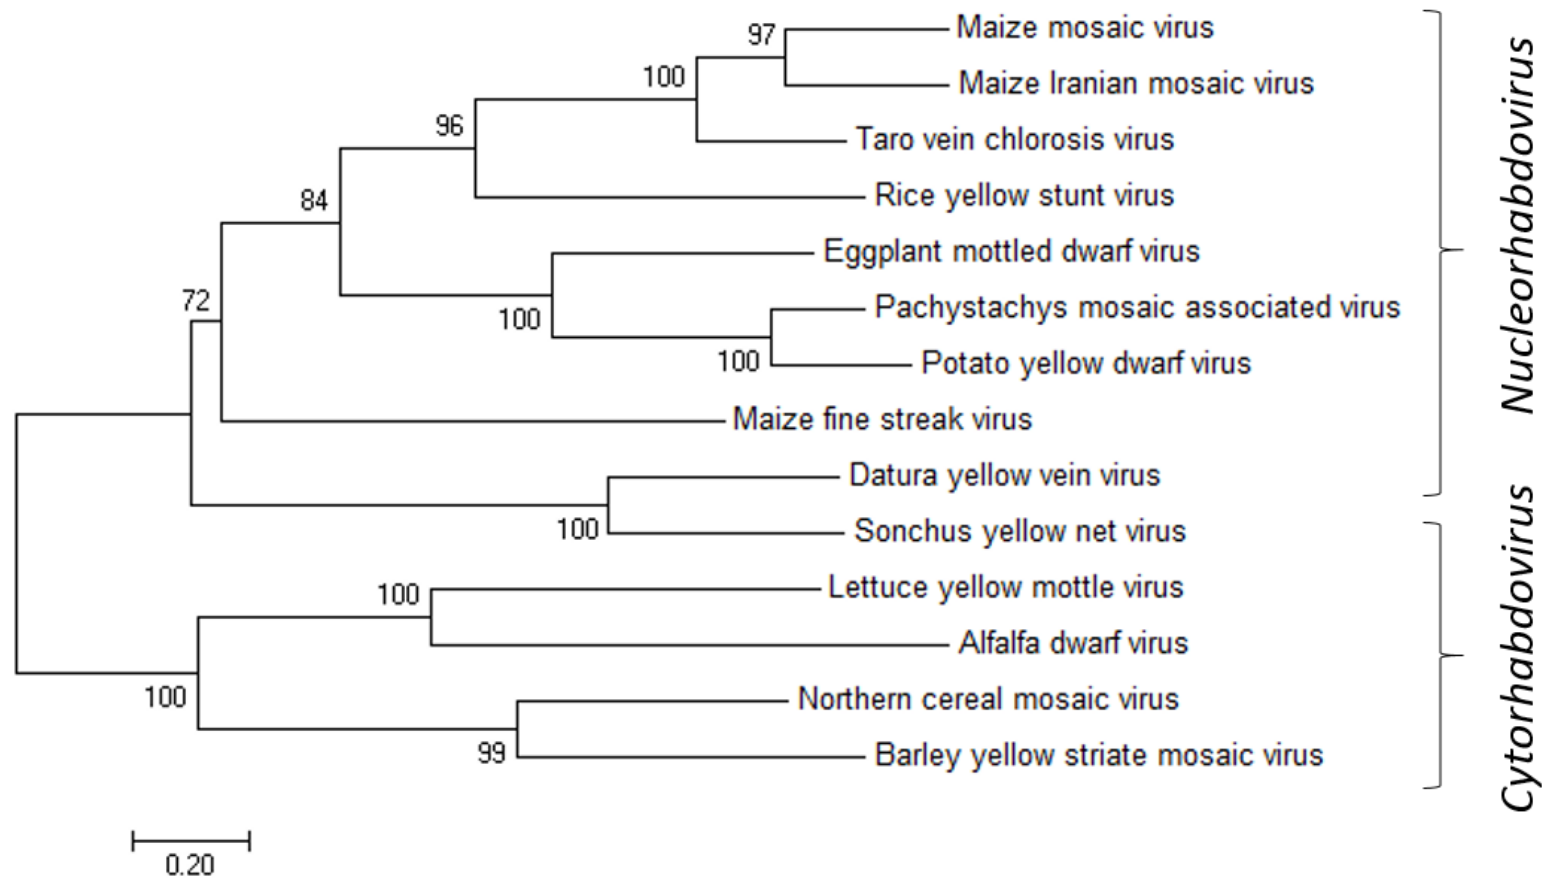 97
Maize mosaic virus
100
Maize Iranian mosaic virus
96
Taro vein chlorosis virus
84
Rice yellow stunt virus
Eggplant mottled dwarf virus
72
100
Pachystachys mosaic associated virus
100
Potato yellow dwarf virus
Maize fine streak virus
Datura yellow vein virus
100
Sonchus yellow net virus
100
Lettuce yellow mottle virus
Alfalfa dwarf virus
100
Northern cereal mosaic virus
99
Barley yellow striate mosaic virus
0.20
Nucleorhabdovirus
Cytorhabdovirus